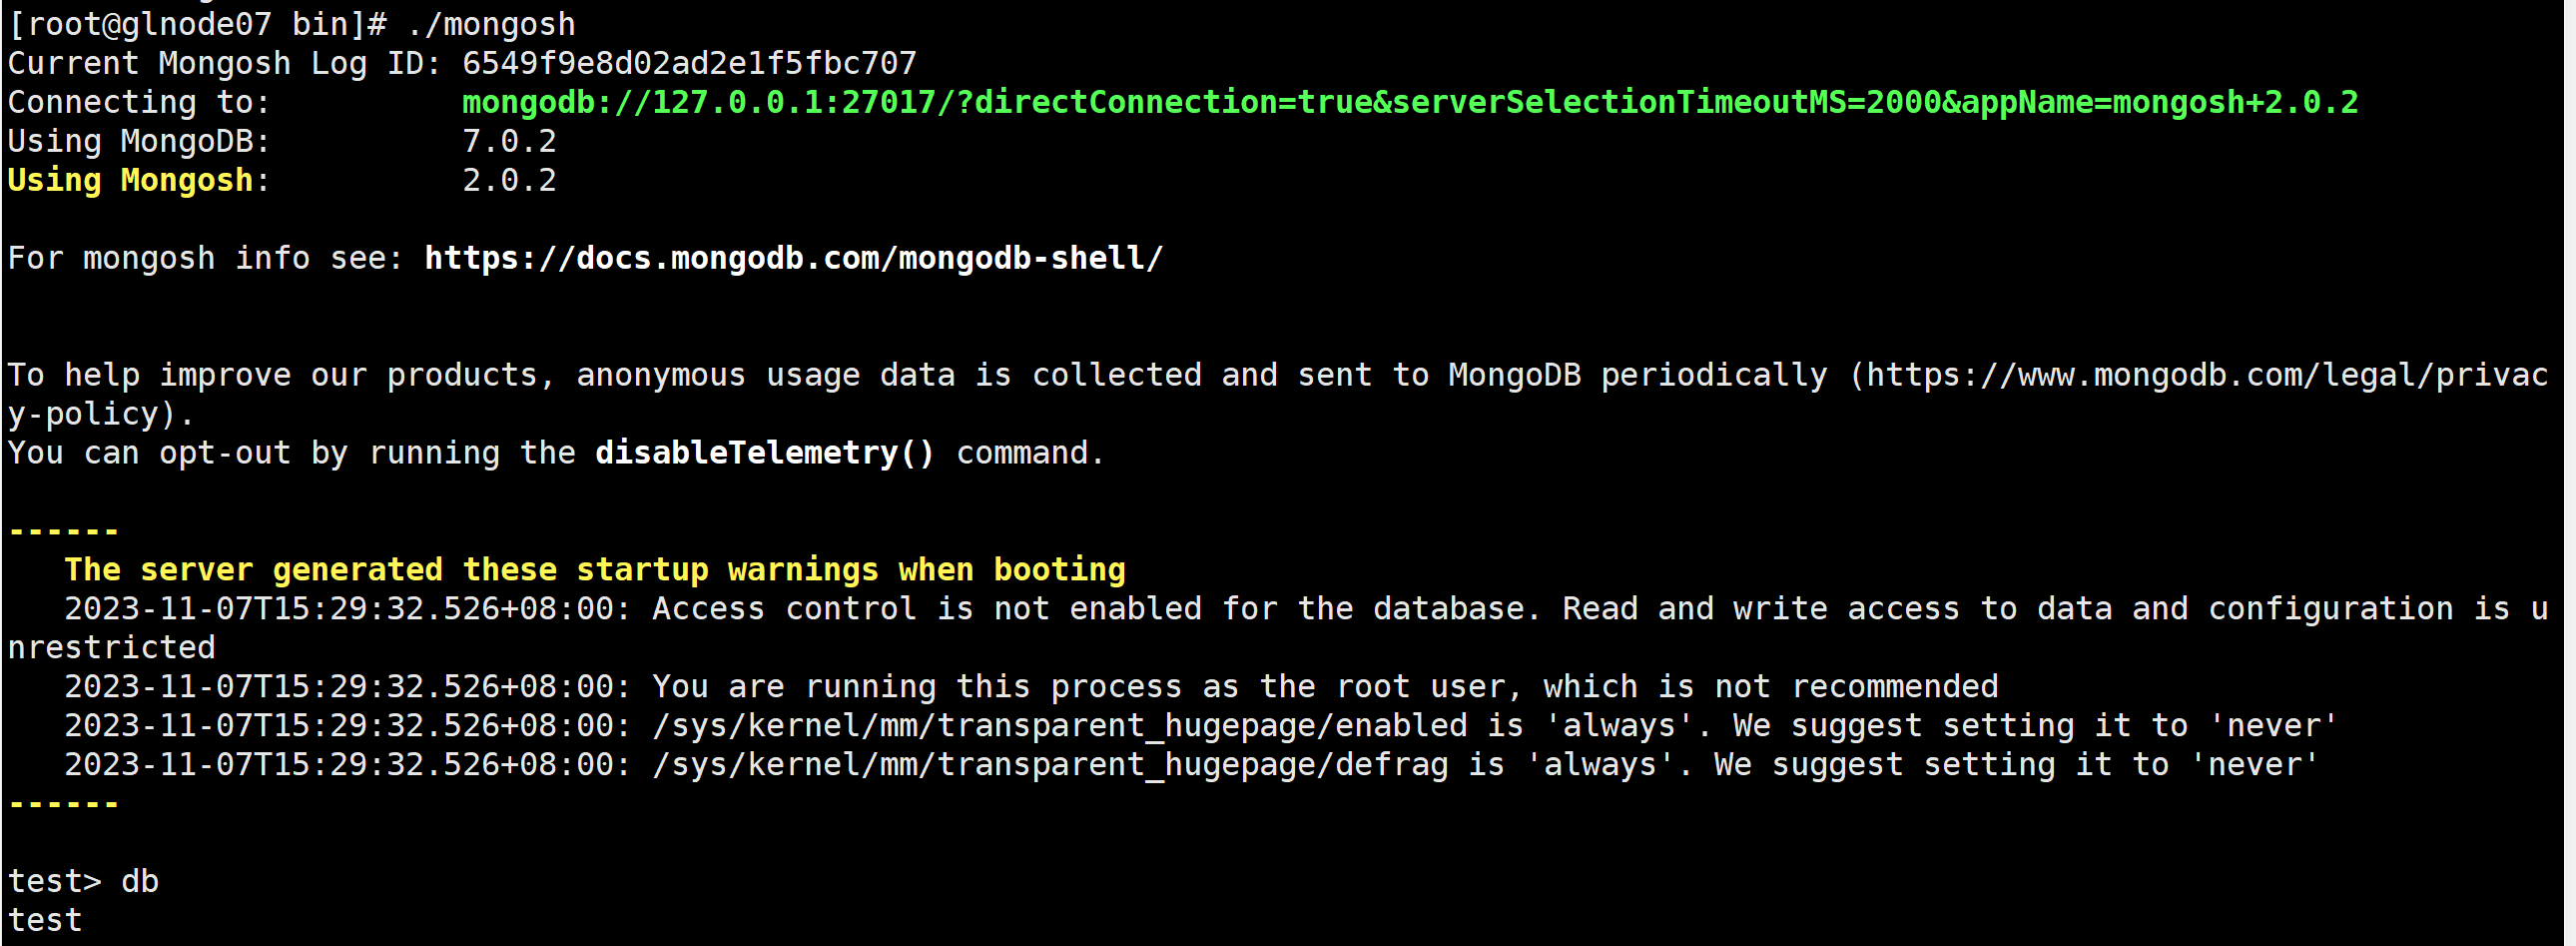 [root@glnode07 bin]# ./mongosh
Current Mongosh Log ID: 6549f9e8d02ad2e1f5fbc707
Connecting to:          mongodb://127.0.0.1:27017/?directConnection=true&serverSelectionTimeoutMS=2000&appName=mongosh+2.0.2
Using MongoDB:          7.0.2
Using Mongosh:          2.0.2
For mongosh info see: https://docs.mongodb.com/mongodb-shell/
To help improve our products, anonymous usage data is collected and sent to MongoDB periodically (https://www.mongodb.com/legal/privac
y-policy).
You can opt-out by running the disableTelemetry() command.
------
   The server generated these startup warnings when booting
   2023-11-07T15:29:32.526+08:00: Access control is not enabled for the database. Read and write access to data and configuration is u
nrestricted
   2023-11-07T15:29:32.526+08:00: You are running this process as the root user, which is not recommended
   2023-11-07T15:29:32.526+08:00: /sys/kernel/mm/transparent_hugepage/enabled is 'always'. We suggest setting it to 'never'
   2023-11-07T15:29:32.526+08:00: /sys/kernel/mm/transparent_hugepage/defrag is 'always'. We suggest setting it to 'never'
------
test> db
test